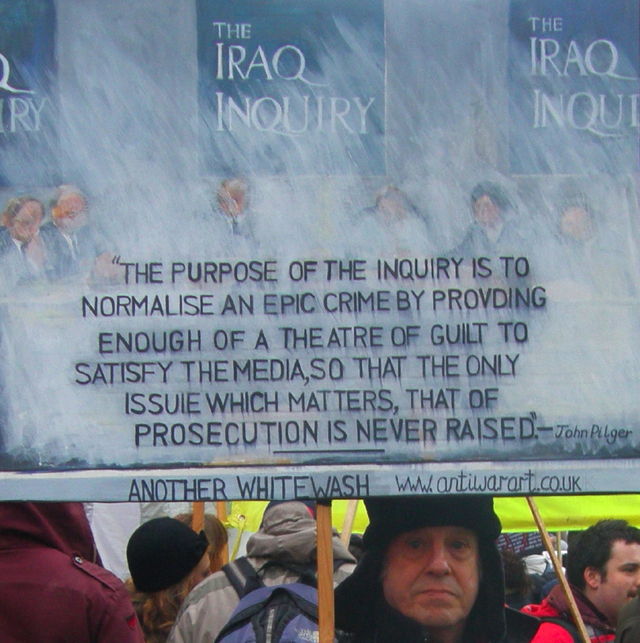 THE
IRAQ
INQUIRY
THE
IRAQ
INQUI
Q
IRY
"THE PURPOSE OF THE INQUIRY IS TO
NORMALISE AN EPIC CRIME BY PROVDING
ENOUGH OF A THEATRE OF GUILT TO
SATISFY THE MEDIA, SO THAT THE ONLY
ISSUIE WHICH MATTERS, THAT OF
PROSECUTION IS NEVER RAISED." - John Pilger
ANOTHER WHITEWASH www.antiwarart.co.uk